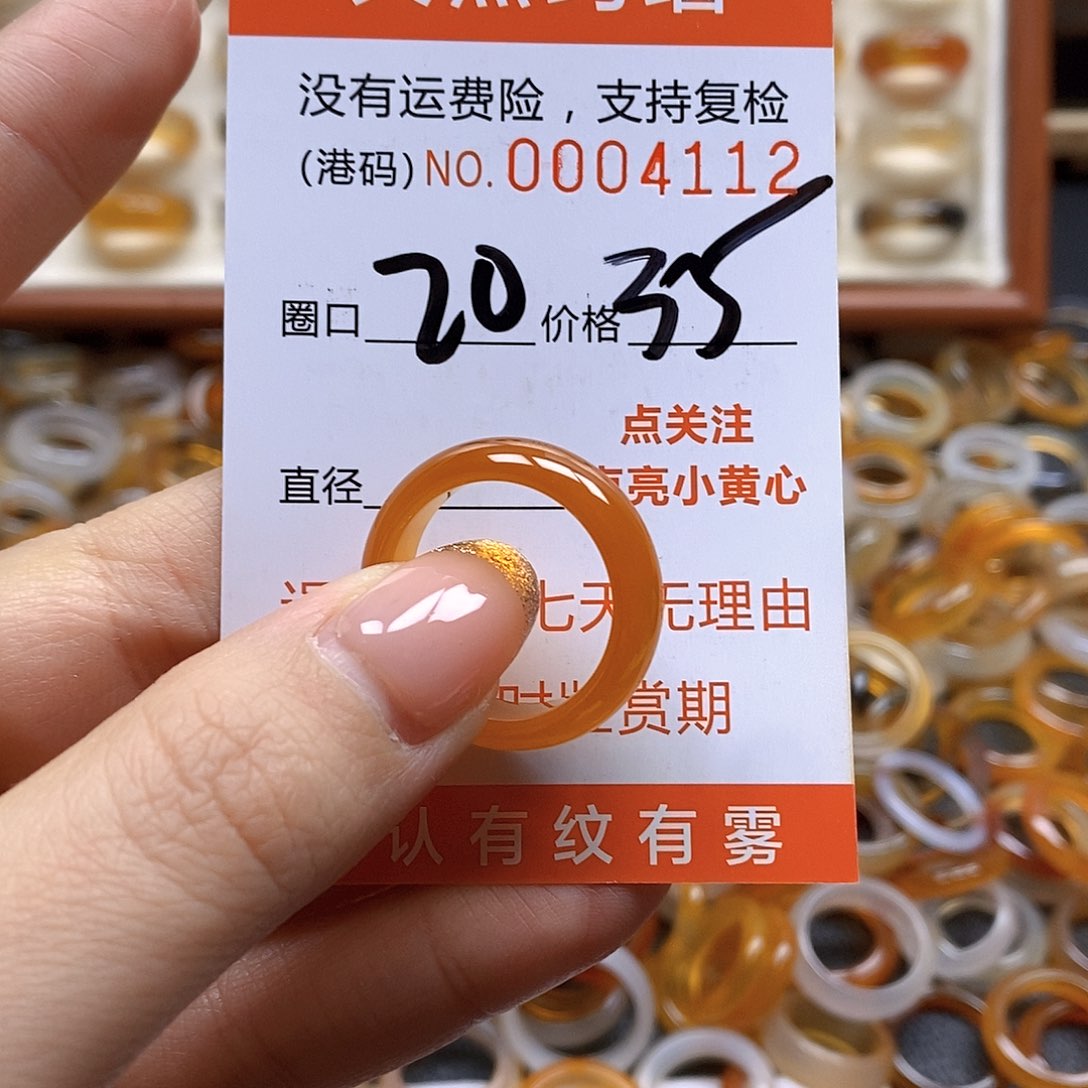 没有运费险，支持复检
(港码) NO. 0004112
圈口 20 价格 35
点关注
直径 亮小黄心
七天无理由
赏期
认有纹有雾